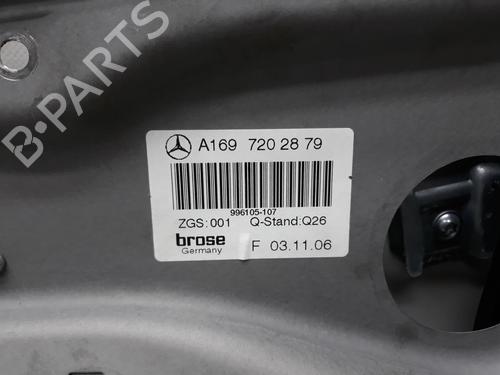 B-PARTS
A169 720 28 79
996105-107
ZGS:001 Q-Stand:Q26
brose
Germany
F 03.11.06